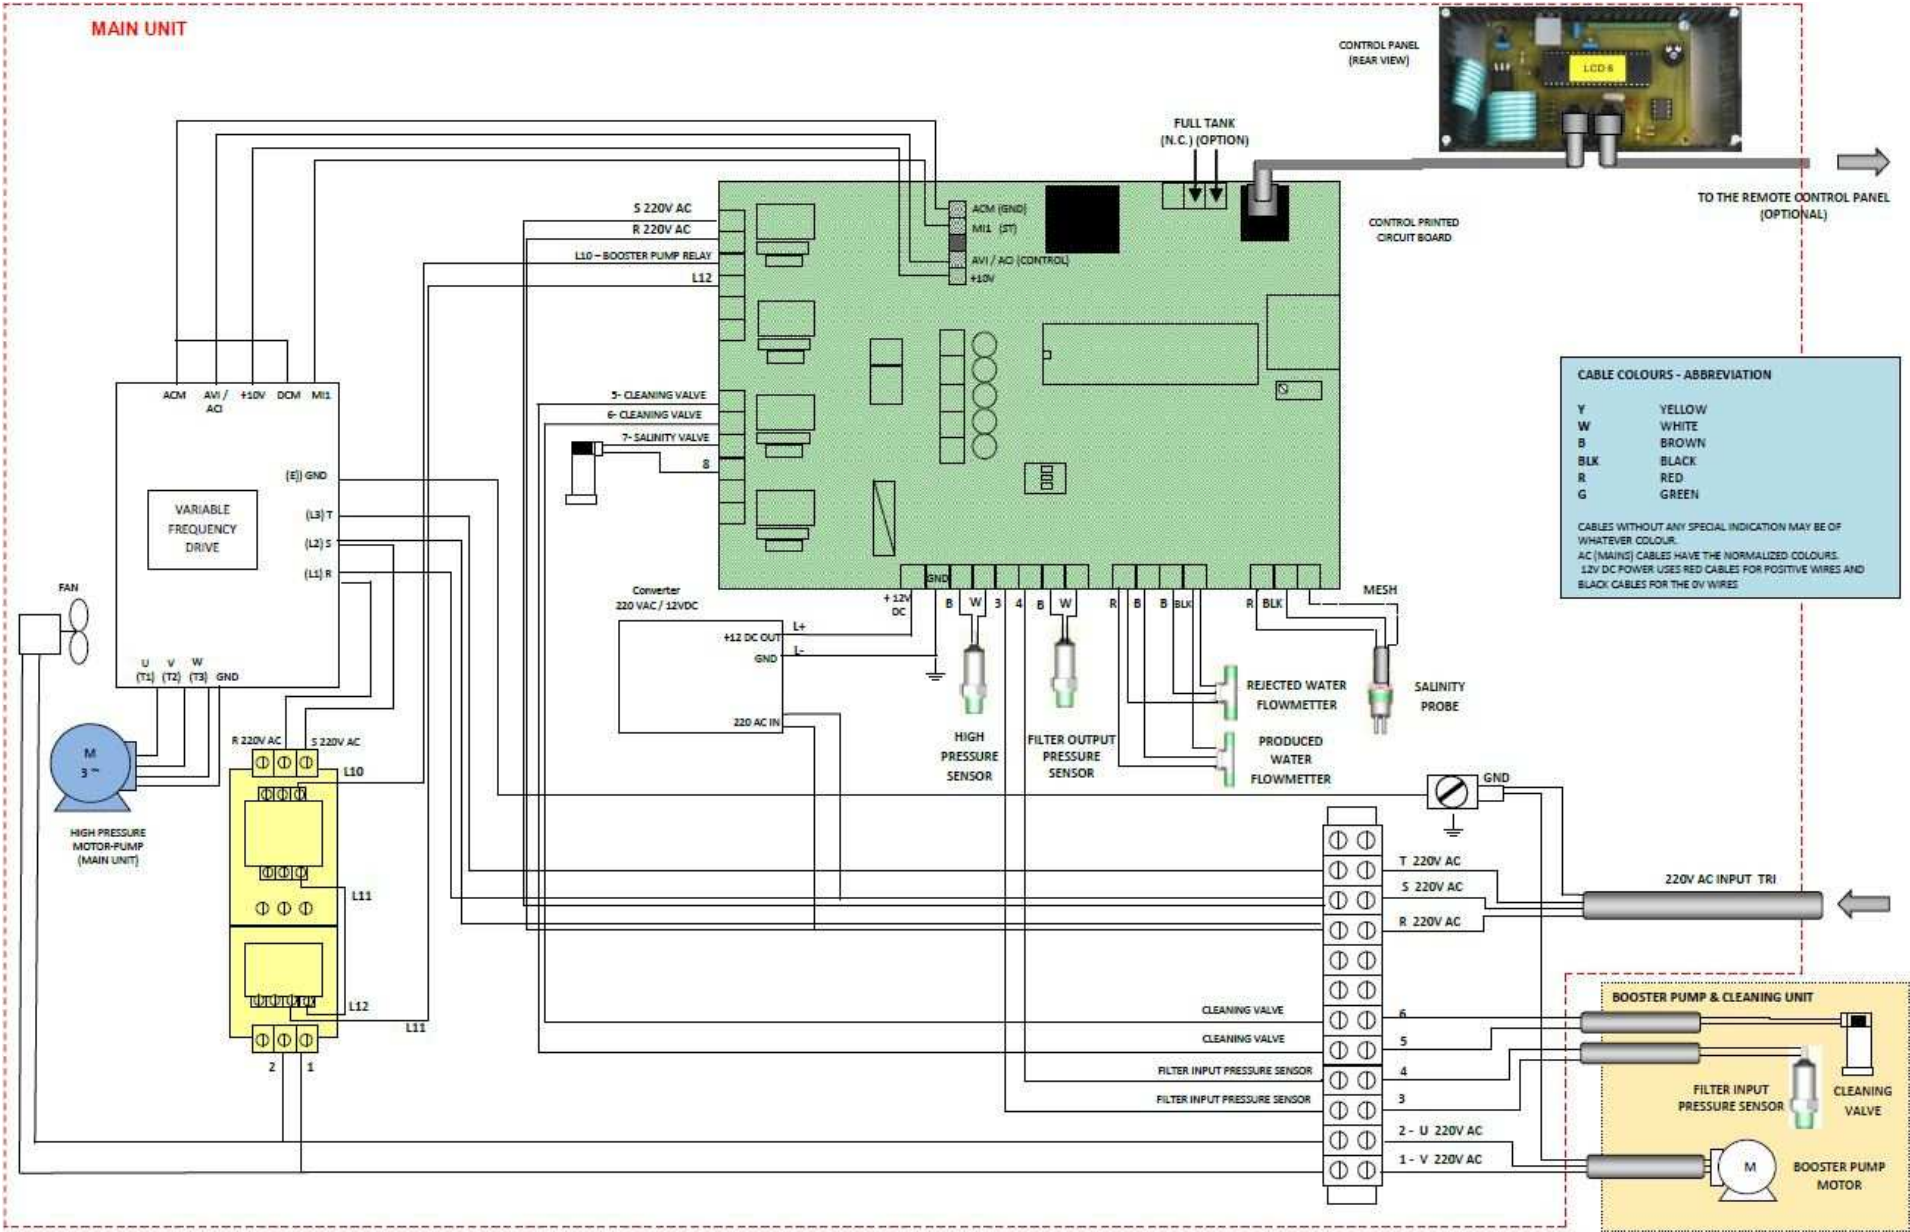 MAIN UNIT
CONTROL PANEL
(REAR VIEW)
LCD 6
FULL TANK
(N.C.) (OPTION)
TO THE REMOTE CONTROL PANEL
(OPTIONAL)
CONTROL PRINTED
CIRCUIT BOARD
S 220V AC
R 220V AC
L10 – BOOSTER PUMP RELAY
L12
ACM (GND)
MI1 (ST)
AVI / ACI (CONTROL)
+10V
5- CLEANING VALVE
6- CLEANING VALVE
7- SALINITY VALVE
8
ACM
AVI /
ACI
+10V
DCM
MI1
(E)) GND
(L3) T
(L2) S
(L1) R
VARIABLE
FREQUENCY
DRIVE
U
(T1)
V
(T2)
W
(T3)
GND
FAN
M
3 ~
HIGH PRESSURE
MOTOR-PUMP
(MAIN UNIT)
R 220V AC
S 220V AC
L10
L11
L12
L11
2
1
Converter
220 VAC / 12VDC
+12 DC OUT
GND
220 AC IN
L+
L-
+ 12V
DC
GND
B
W
3
4
B
W
R
B
B
BLK
R
BLK
MESH
HIGH
PRESSURE
SENSOR
FILTER OUTPUT
PRESSURE
SENSOR
REJECTED WATER
FLOWMETTER
PRODUCED
WATER
FLOWMETTER
SALINITY
PROBE
CABLE COLOURS - ABBREVIATION
Y YELLOW
W WHITE
B BROWN
BLK BLACK
R RED
G GREEN
CABLES WITHOUT ANY SPECIAL INDICATION MAY BE OF
WHATEVER COLOUR.
AC (MAINS) CABLES HAVE THE NORMALIZED COLOURS.
12V DC POWER USES RED CABLES FOR POSITIVE WIRES AND
BLACK CABLES FOR THE 0V WIRES
GND
T 220V AC
S 220V AC
R 220V AC
220V AC INPUT TRI
CLEANING VALVE
6
CLEANING VALVE
5
FILTER INPUT PRESSURE SENSOR
4
FILTER INPUT PRESSURE SENSOR
3
2 - U 220V AC
1 - V 220V AC
BOOSTER PUMP & CLEANING UNIT
FILTER INPUT
PRESSURE SENSOR
CLEANING
VALVE
M
BOOSTER PUMP
MOTOR